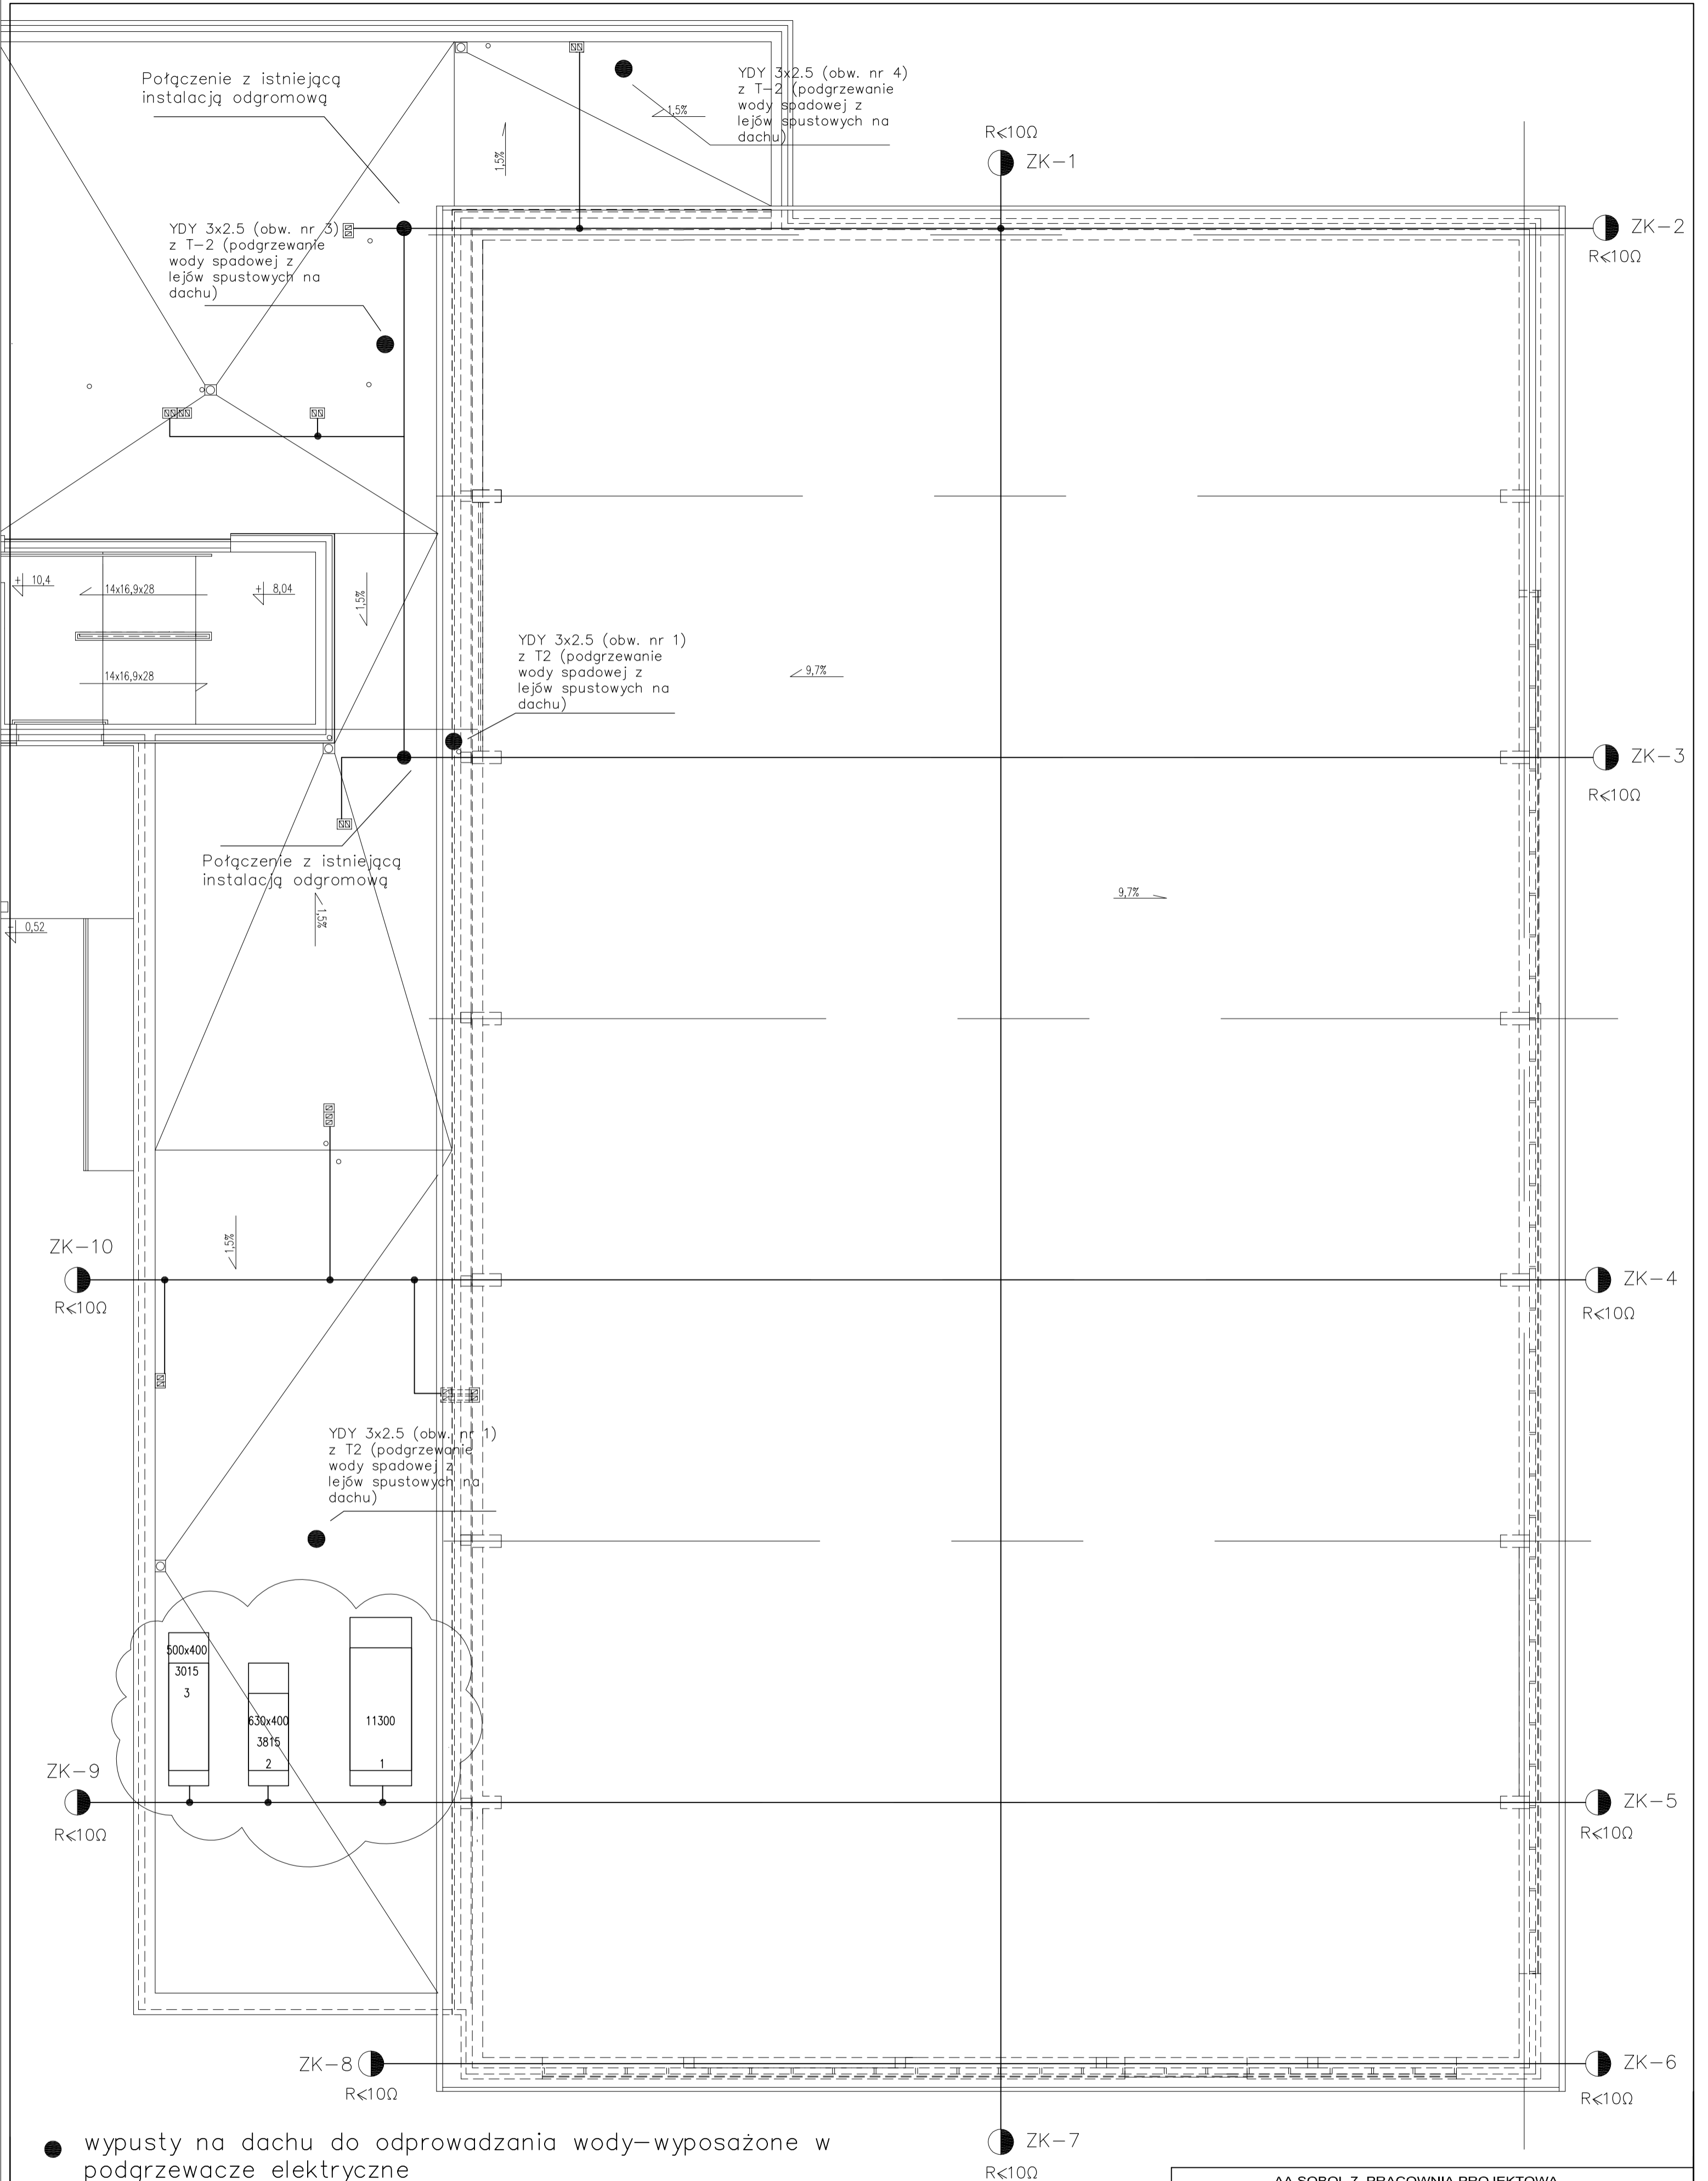 Połączenie z istniejącą
instalacją odgromową
YDY 3x2.5 (obw. nr 4)
z T-2 (podgrzewanie
wody spadowej z
lejów spustowych na
dachu)
1,5%
1,5%
R≤10Ω
ZK-1
YDY 3x2.5 (obw. nr 3)
z T-2 (podgrzewanie
wody spadowej z
lejów spustowych na
dachu)
ZK-2
R≤10Ω
10,4
14x16,9x28
8,04
1,5%
14x16,9x28
YDY 3x2.5 (obw. nr 1)
z T2 (podgrzewanie
wody spadowej z
lejów spustowych na
dachu)
9,7%
ZK-3
R≤10Ω
Połączenie z istniejącą
instalacją odgromową
1,5%
9,7%
0,52
ZK-10
R≤10Ω
1,5%
ZK-4
R≤10Ω
YDY 3x2.5 (obw. nr 1)
z T2 (podgrzewanie
wody spadowej z
lejów spustowych na
dachu)
500x400
3015
3
630x400
3815
2
11300
1
ZK-9
R≤10Ω
ZK-5
R≤10Ω
ZK-8
R≤10Ω
ZK-6
R≤10Ω
wypusty na dachu do odprowadzania wody-wyposażone w
podgrzewacze elektryczne
ZK-7
R≤10Ω
AA SOBOL 7 PRACOWNIA PROJEKTOWA